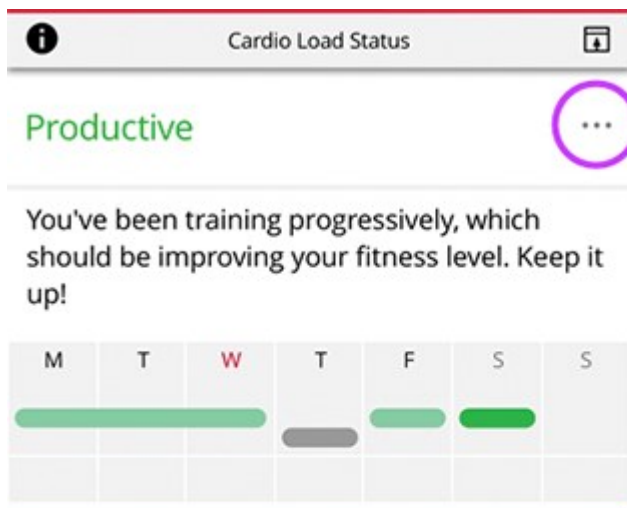 Cardio Load Status
Productive
You've been training progressively, which
should be improving your fitness level. Keep it
up!
M T W T F S S